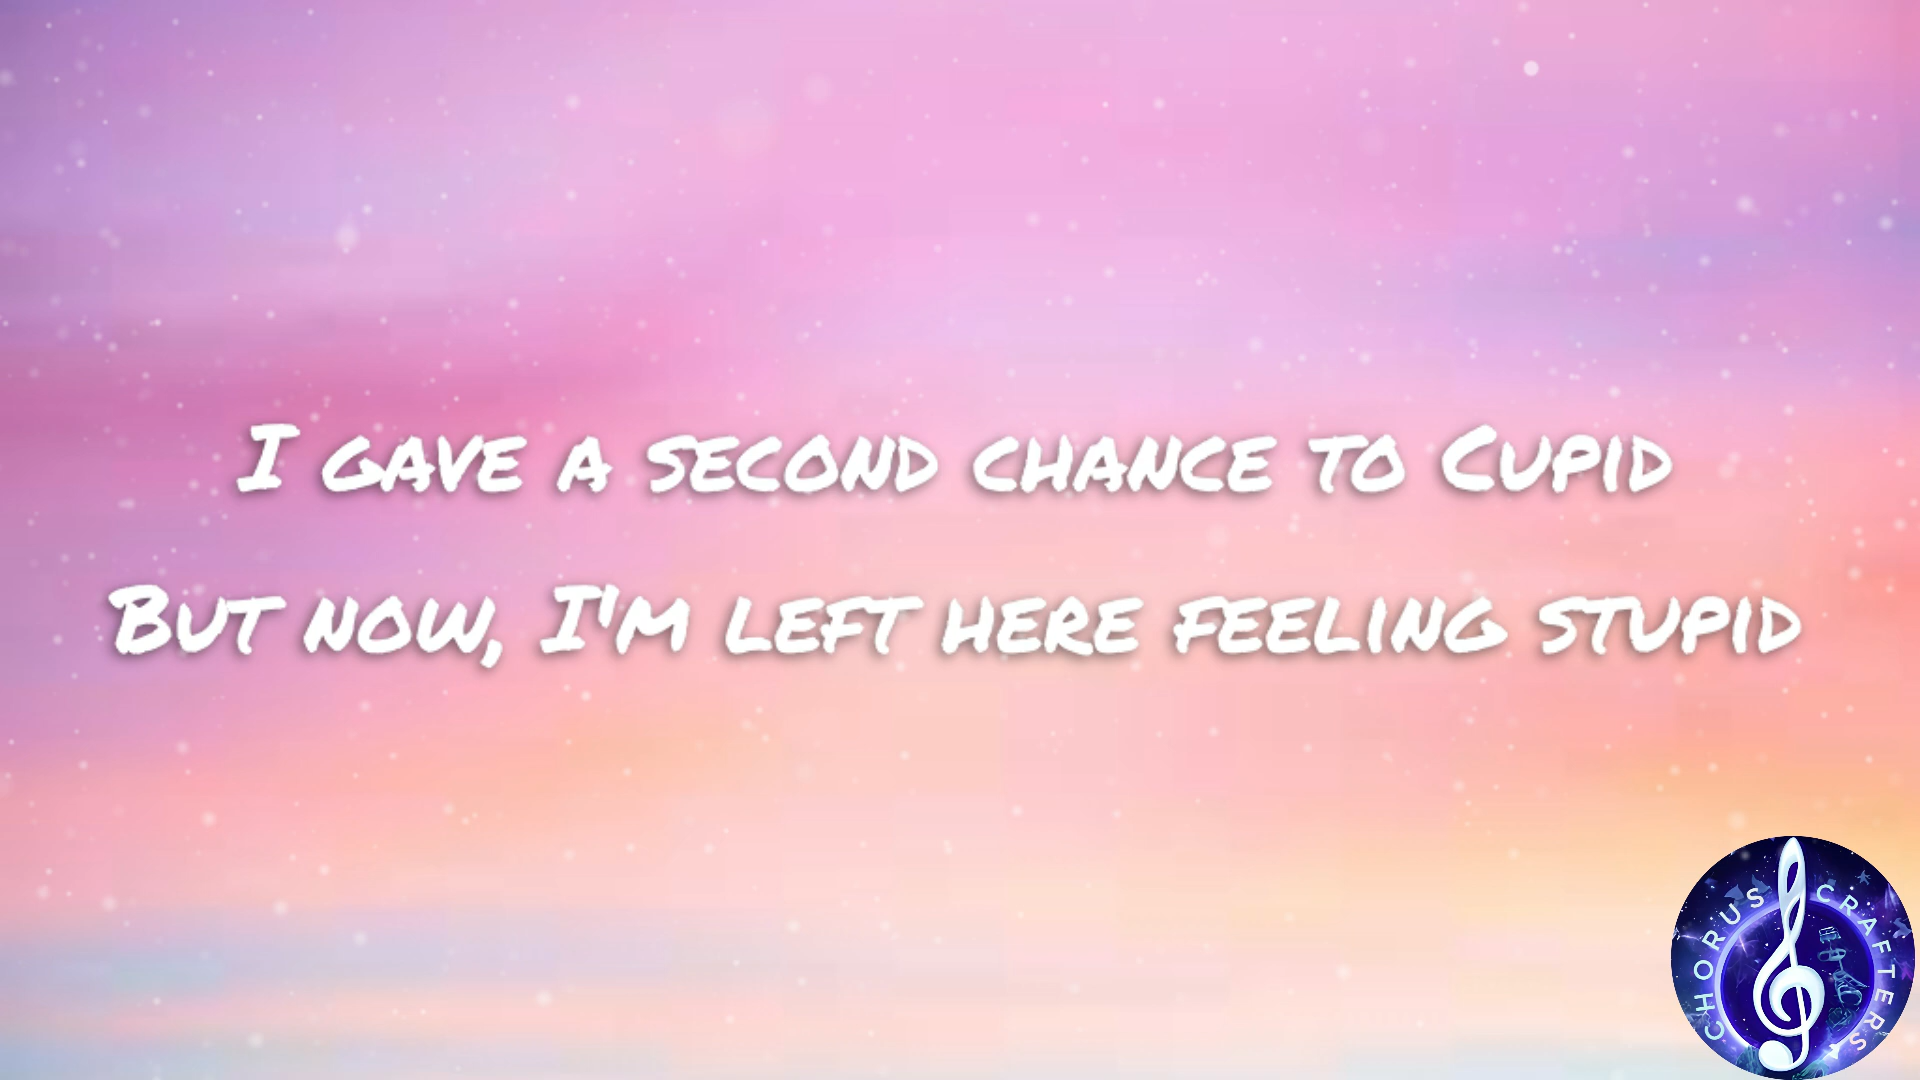 I gave a second chance to Cupid
But now, I'm left here feeling stupid
CHORUS CRAFTERS